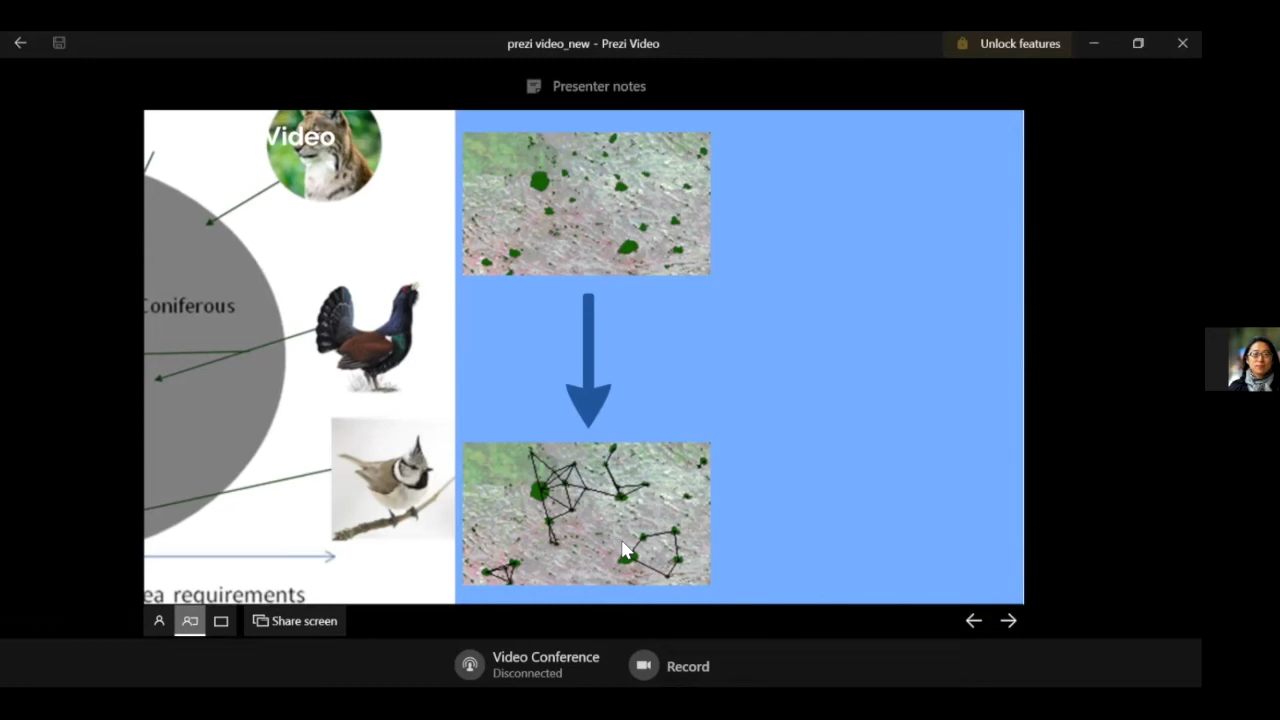 prezi video_new - Prezi Video
Unlock features
Presenter notes
Video
Coniferous
ea requirements
Share screen
Video Conference
Disconnected
Record